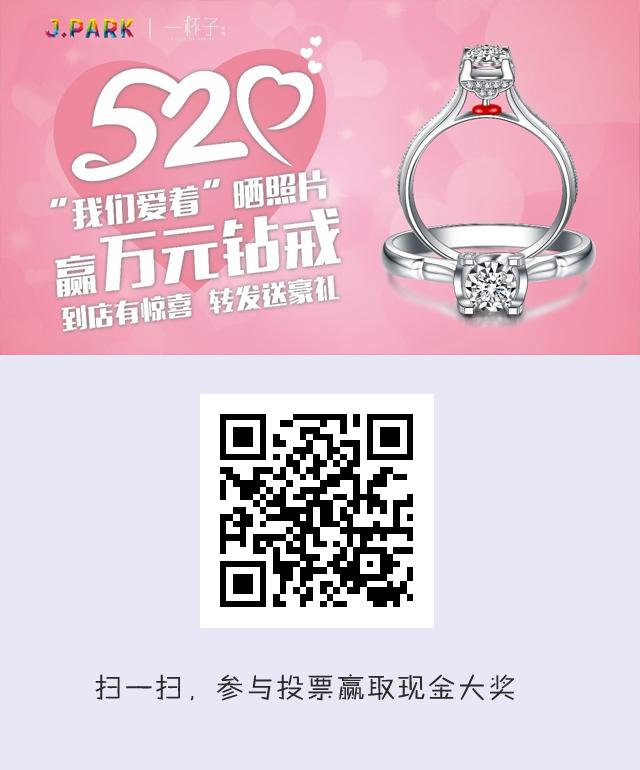 J.PARK | 一杯子
520
“我们爱着”晒照片
赢万元钻戒
到店有惊喜 转发送豪礼
扫一扫，参与投票赢取现金大奖